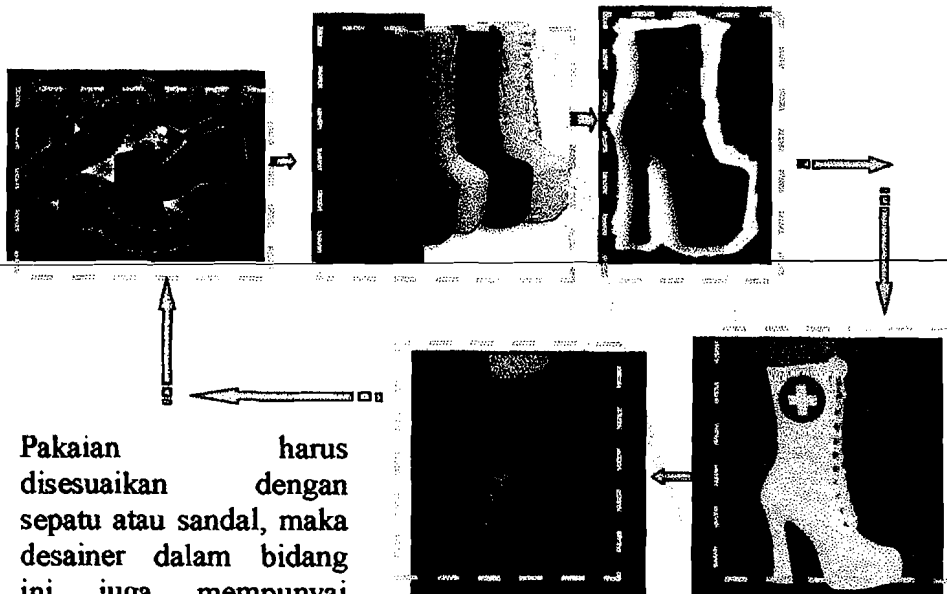 Pakaian harus
disesuaikan dengan
sepatu atau sandal, maka
desainer dalam bidang
ini juga mempunyai